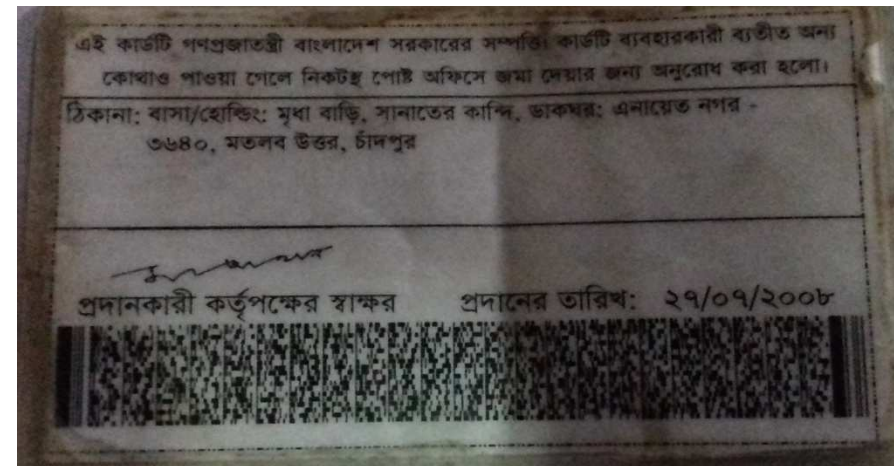 এই কার্ডটি গণপ্রজাতন্ত্রী বাংলাদেশ সরকারের সম্পত্তি। কার্ডটি ব্যবহারকারী ব্যতীত অন্য
কোথাও পাওয়া গেলে নিকটস্থ পোষ্ট অফিসে জমা দেয়ার জন্য অনুরোধ করা হলো।
ঠিকানা: বাসা/হোল্ডিং: মৃধা বাড়ি, সানাতের কান্দি, ডাকঘর: এনায়েত নগর -
৩৬৪০, মতলব উত্তর, চাঁদপুর
প্রদানকারী কর্তৃপক্ষের স্বাক্ষর প্রদানের তারিখ: ২৭/০৭/২০০৮